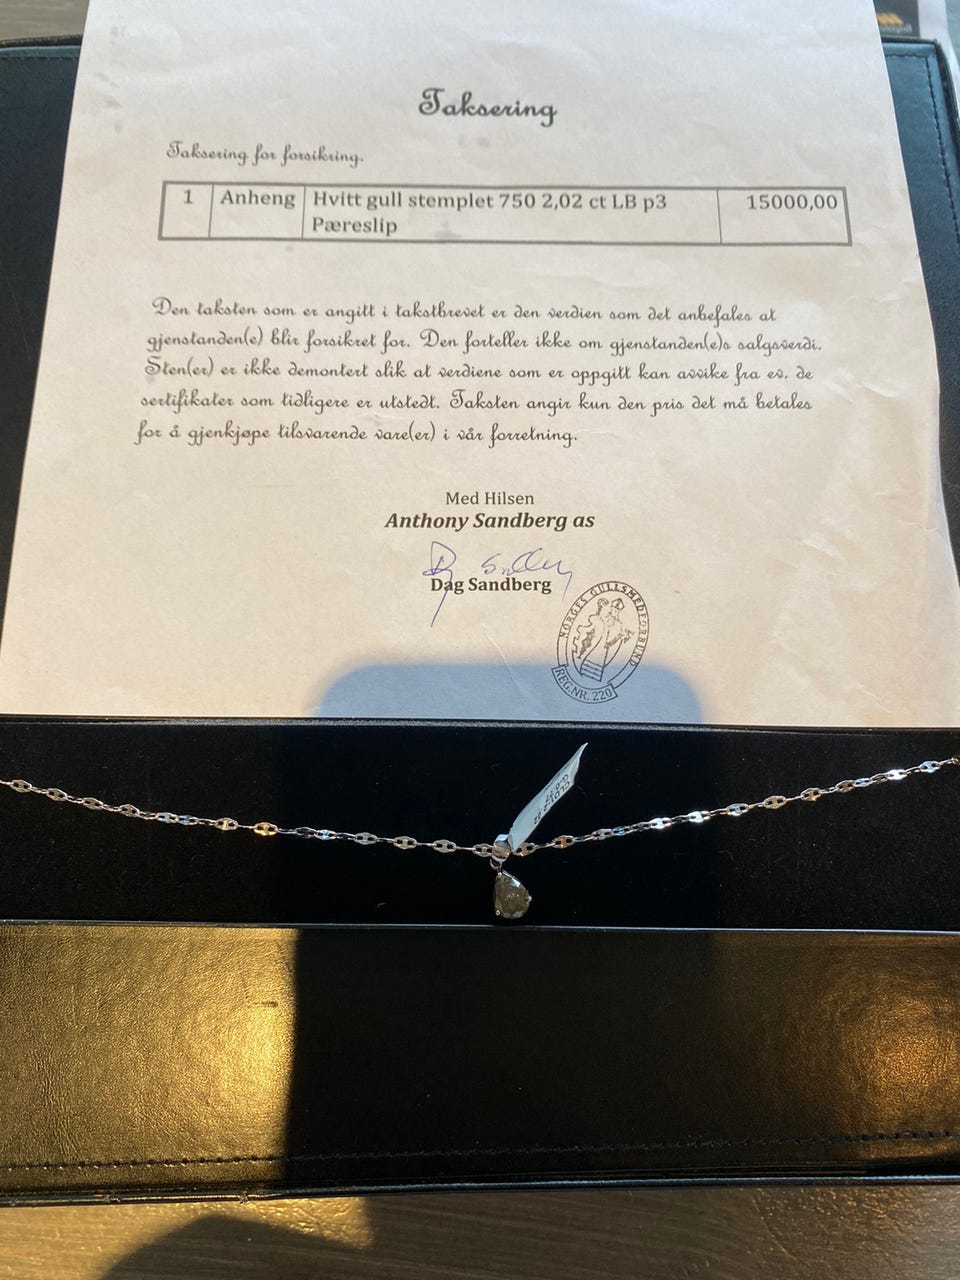 Taksering
Taksering for forsikring.
1 Anheng Hvitt gull stemplet 750 2,02 ct LB p3 15000,00
Pæreslip
Den taksten som er angitt i takstbrevet er den verdien som det anbefales at
gjenstanden(e) blir forsikret for. Den forteller ikke om gjenstanden(e)s salgsverdi.
Sten(er) er ikke demontert slik at verdiene som er oppgitt kan avvike fra ev. de
sertifikater som tidligere er utstedt. Taksten angir kun den pris det må betales
for å gjenkjøpe tilsvarende vare(er) i vår forretning.
Med Hilsen
Anthony Sandberg as
Dag Sandberg
NORGES GULLSMEDFORBUND
REG.NR. 220